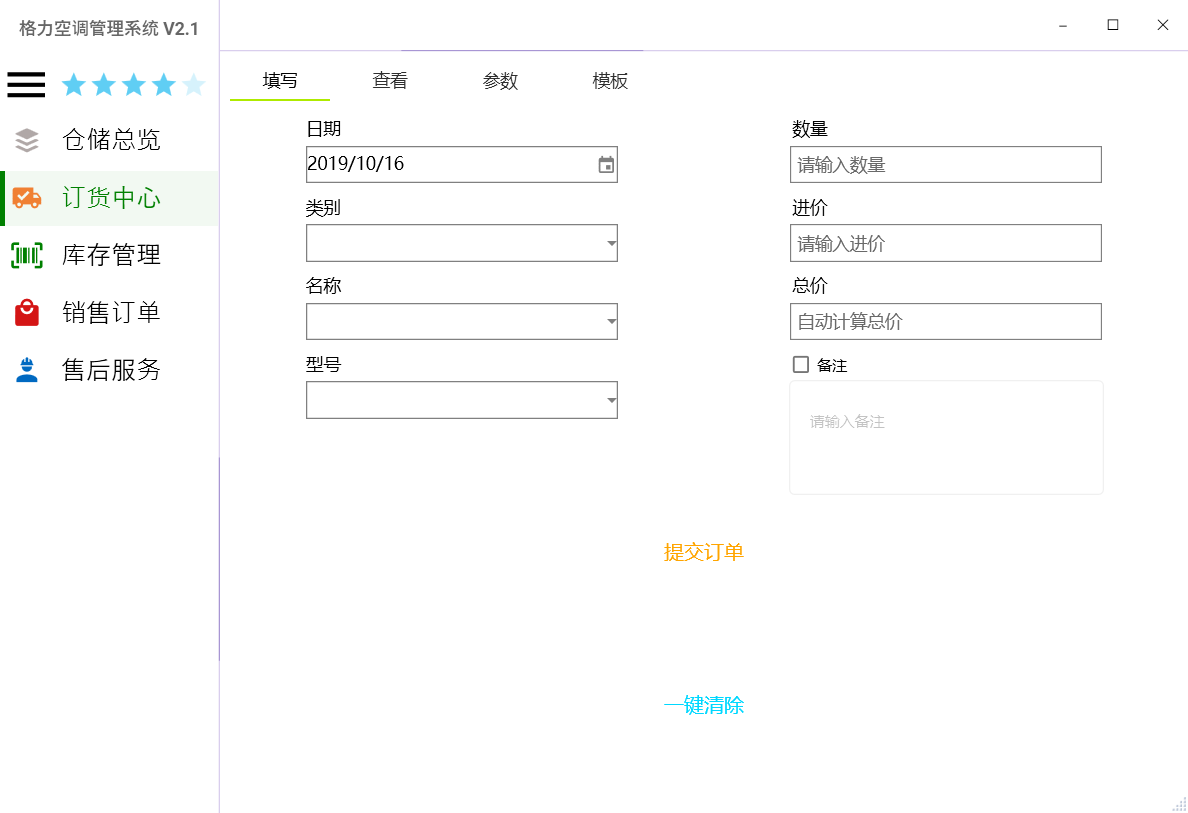 格力空调管理系统 V2.1
仓储总览
订货中心
库存管理
销售订单
售后服务
填写 查看 参数 模板
日期
2019/10/16
类别
名称
型号
数量
请输入数量
进价
请输入进价
总价
自动计算总价
备注
请输入备注
提交订单
一键清除